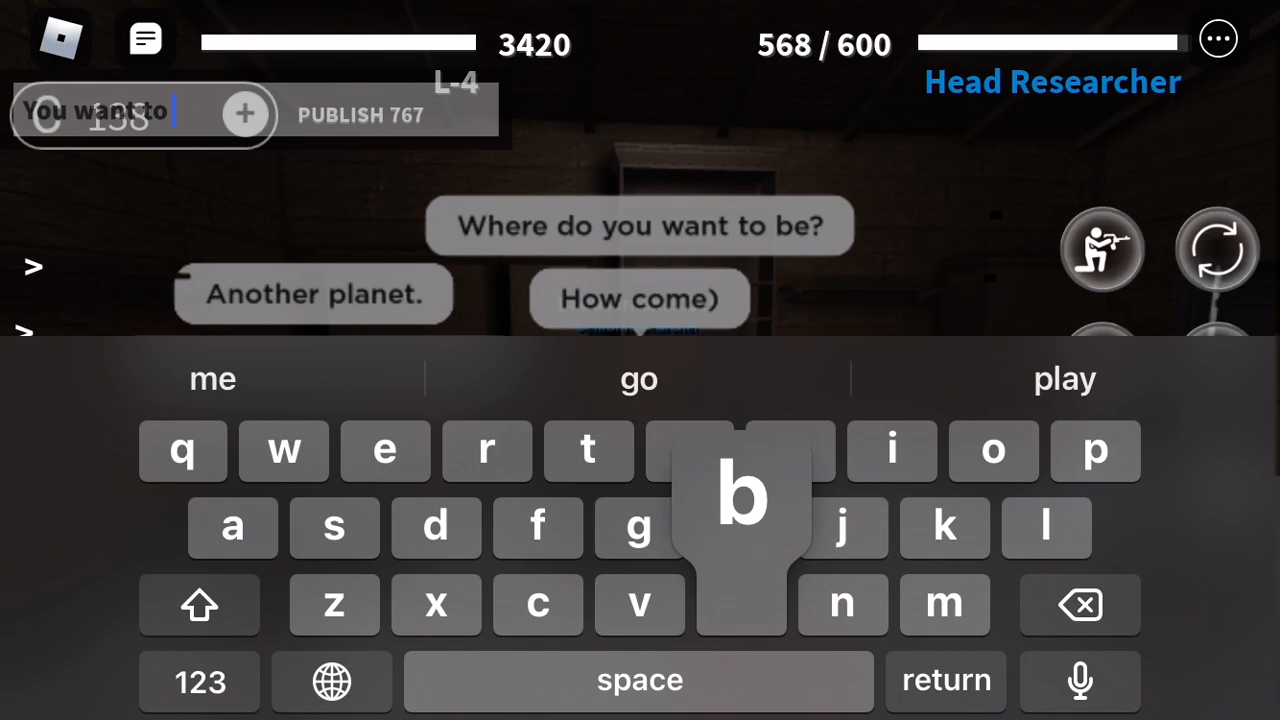 3420
568 / 600
L-4
Head Researcher
You want to
C 138
+
PUBLISH 767
Where do you want to be?
Another planet.
How come)
>
>
me go play
q w e r t i o p
b
a s d f g j k l
z x c v n m
123 space return